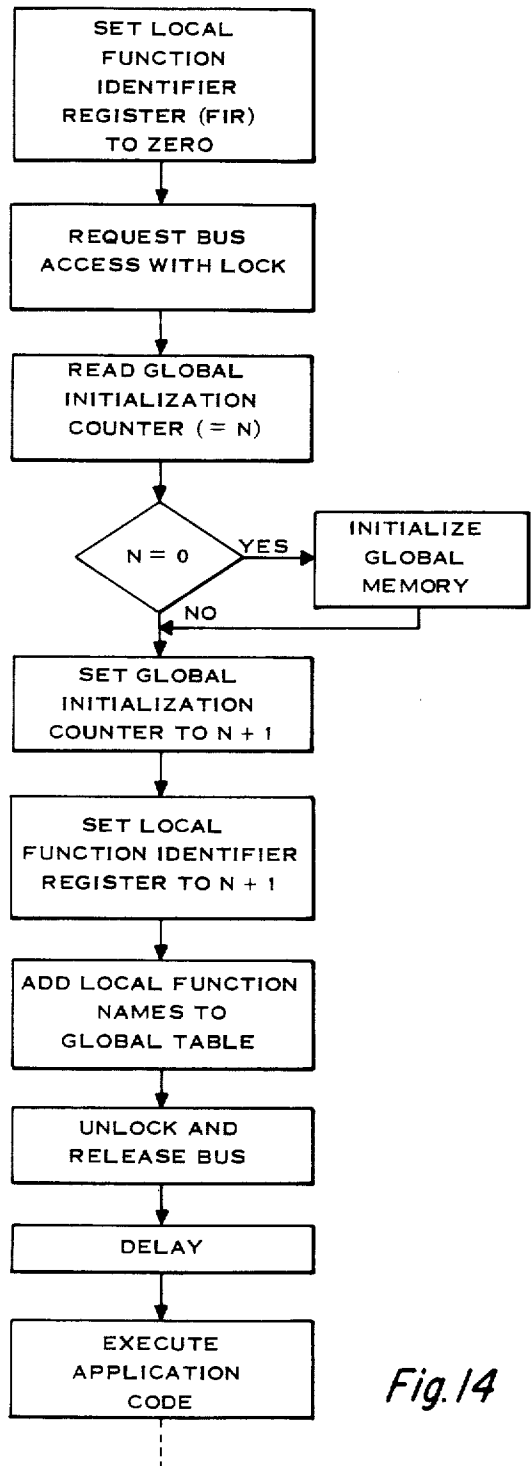 SET LOCAL
FUNCTION
IDENTIFIER
REGISTER (FIR)
TO ZERO
REQUEST BUS
ACCESS WITH LOCK
READ GLOBAL
INITIALIZATION
COUNTER (= N)
N = 0
YES
INITIALIZE
GLOBAL
MEMORY
NO
SET GLOBAL
INITIALIZATION
COUNTER TO N + 1
SET LOCAL
FUNCTION IDENTIFIER
REGISTER TO N + 1
ADD LOCAL FUNCTION
NAMES TO
GLOBAL TABLE
UNLOCK AND
RELEASE BUS
DELAY
EXECUTE
APPLICATION
CODE
Fig. 14